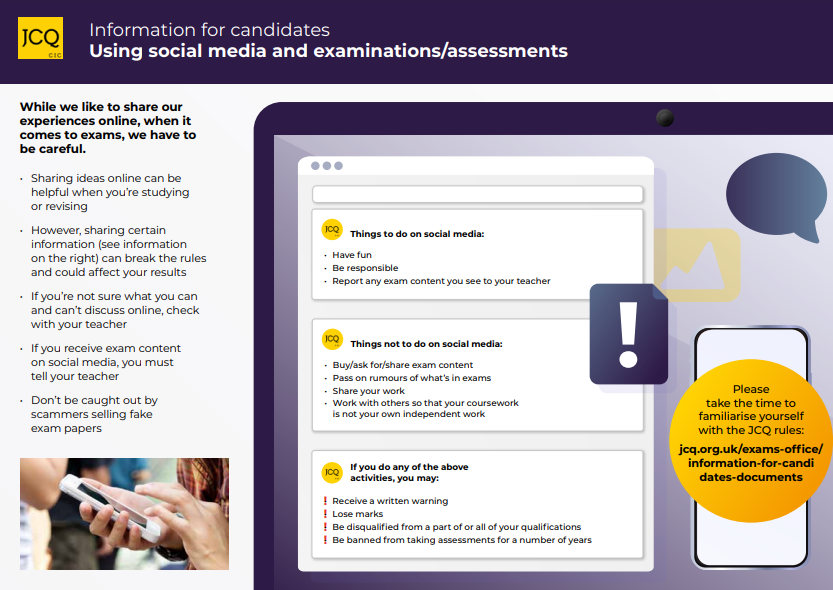 JCQ
CIC
Information for candidates
Using social media and examinations/assessments
While we like to share our
experiences online, when it
comes to exams, we have to
be careful.
• Sharing ideas online can be
helpful when you're studying
or revising
• However, sharing certain
information (see information
on the right) can break the rules
and could affect your results
• If you're not sure what you can
and can't discuss online, check
with your teacher
• If you receive exam content
on social media, you must
tell your teacher
• Don't be caught out by
scammers selling fake
exam papers
JCQ
Things to do on social media:
• Have fun
• Be responsible
• Report any exam content you see to your teacher
JCQ
Things not to do on social media:
• Buy/ask for/share exam content
• Pass on rumours of what's in exams
• Share your work
• Work with others so that your coursework
is not your own independent work
JCQ
If you do any of the above
activities, you may:
! Receive a written warning
! Lose marks
! Be disqualified from a part of or all of your qualifications
! Be banned from taking assessments for a number of years
!
Please
take the time to
familiarise yourself
with the JCQ rules:
jcq.org.uk/exams-office/
information-for-candi
dates-documents